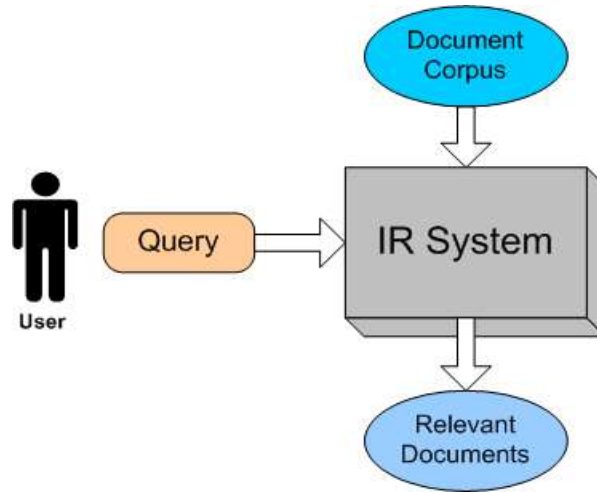 Document
Corpus
Query
IR System
User
Relevant
Documents